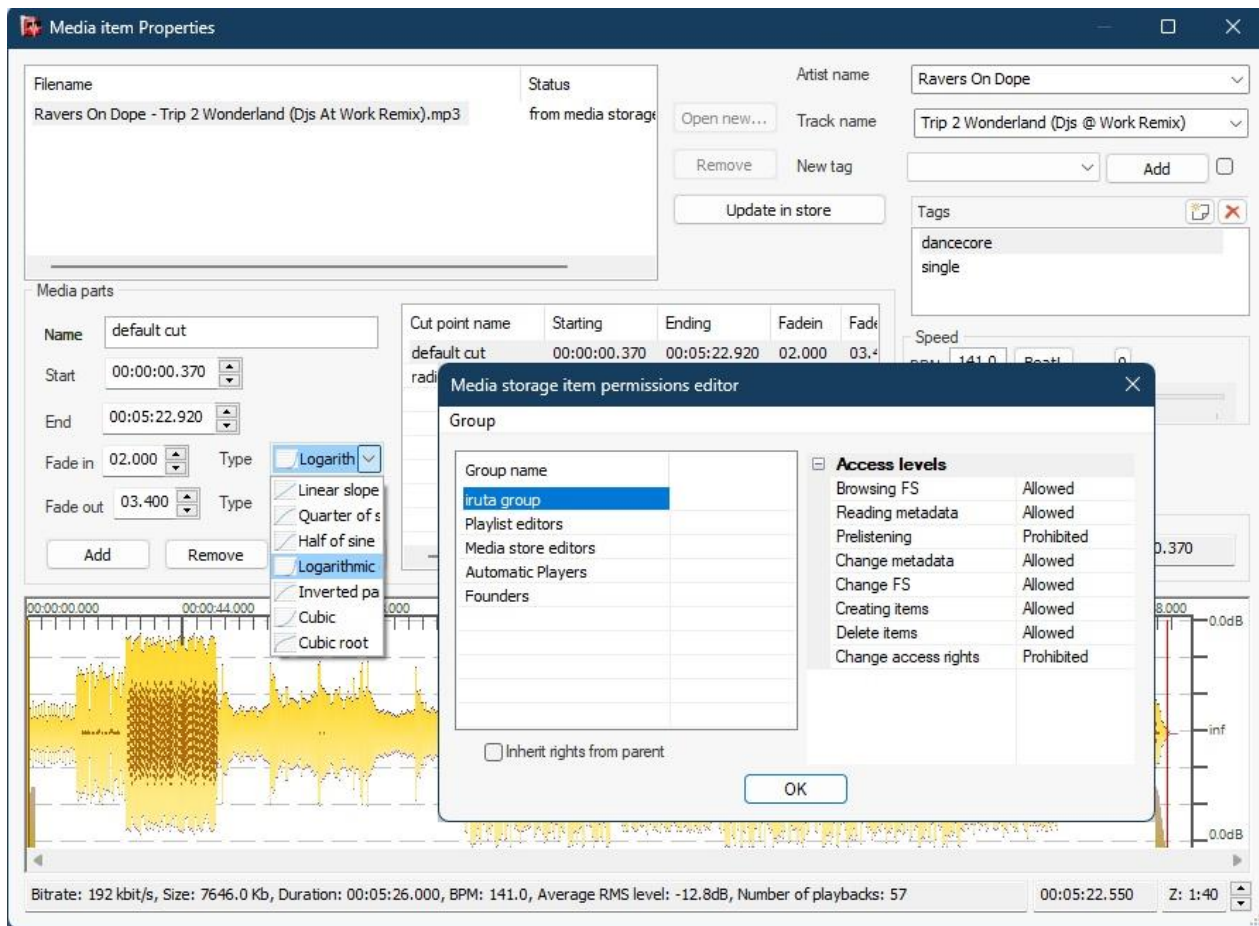 Media item Properties
Filename Status
Ravers On Dope - Trip 2 Wonderland (Djs At Work Remix).mp3 from media storage
Open new...
Remove
Update in store
Artist name Ravers On Dope
Track name Trip 2 Wonderland (Djs @ Work Remix)
New tag Add
Tags
dancecore
single
Media parts
Name default cut
Start 00:00:00.370
End 00:05:22.920
Fade in 02.000 Type Logarith
Fade out 03.400 Type
Add Remove
Linear slope
Quarter of s
Half of sine
Logarithmic
Inverted pa
Cubic
Cubic root
Cut point name Starting Ending Fadein Fade
default cut 00:00:00.370 00:05:22.920 02.000 03.4
radi
Speed
141.0
0.370
Media storage item permissions editor
Group
Group name
iruta group
Playlist editors
Media store editors
Automatic Players
Founders
Inherit rights from parent
Access levels
Browsing FS Allowed
Reading metadata Allowed
Prelistening Prohibited
Change metadata Allowed
Change FS Allowed
Creating items Allowed
Delete items Allowed
Change access rights Prohibited
OK
00:00:00.000 00:00:44.000 000 8.000
0.0dB
-inf
0.0dB
Bitrate: 192 kbit/s, Size: 7646.0 Kb, Duration: 00:05:26.000, BPM: 141.0, Average RMS level: -12.8dB, Number of playbacks: 57 00:05:22.550 Z: 1:40